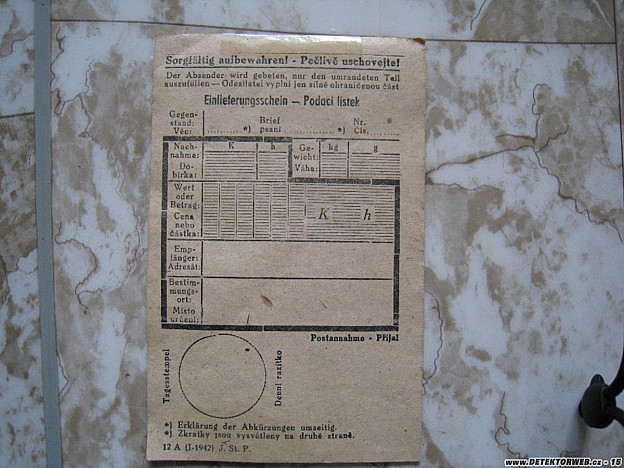 Sorgfältig aufbewahren! - Pečlivě uschovejte!
Der Absender wird gebeten, nur den umrandeten Teil
auszufüllen — Odesílatel vyplní jen silně ohraničenou část
Einlieferungsschein — Podací lístek
Gegen-
stand:
Věc:
*)
Brief
psaní
*)
Nr.
Čís.
Nach-
nahme:
Do-
bírka:
K h
Ge-
wicht:
Váha:
kg g
Wert
oder
Betrag:
Cena
nebo
částka:
K h
Emp-
fänger:
Adresát:
Bestim-
mungs-
ort:
Místo
určení:
Postannahme - Příjal
Tagesstempel
Denní razítko
*) Erklärung der Abkürzungen umseitig.
*) Zkratky jsou vysvětleny na druhé straně.
12 A (I-1942) J. St. P.
www.DETEKTORWEB.cz - 15